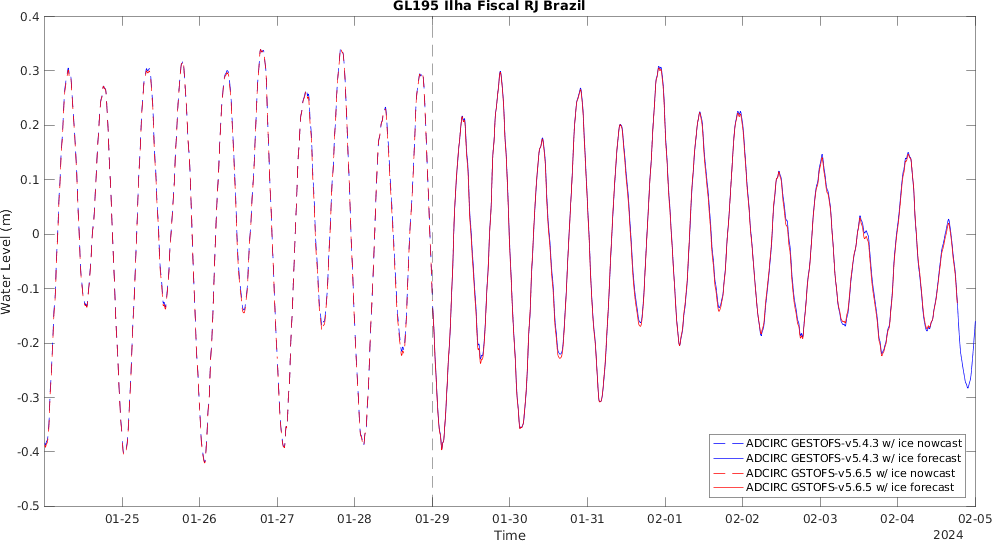 GL195 Ilha Fiscal RJ Brazil
0.4
0.3
0.2
0.1
0
-0.1
-0.2
-0.3
-0.4
-0.5
Water Level (m)
ADCIRC GESTOFS-v5.4.3 w/ ice nowcast
ADCIRC GESTOFS-v5.4.3 w/ ice forecast
ADCIRC GSTOFS-v5.6.5 w/ ice nowcast
ADCIRC GSTOFS-v5.6.5 w/ ice forecast
01-25 01-26 01-27 01-28 01-29 01-30 01-31 02-01 02-02 02-03 02-04 02-05
Time
2024